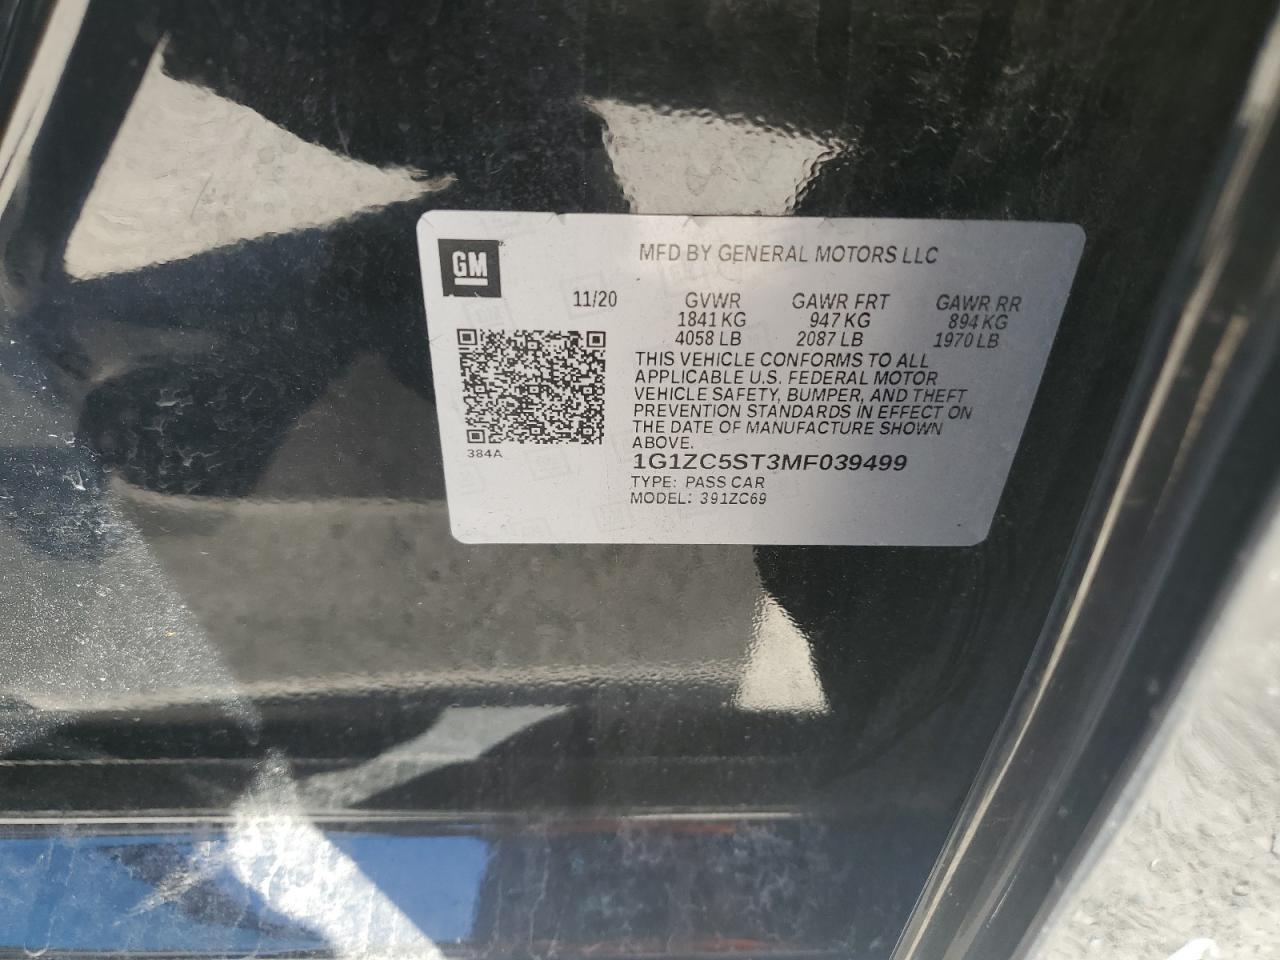 GM
MFD BY GENERAL MOTORS LLC
11/20 GVWR GAWR FRT GAWR RR
1841 KG 947 KG 894 KG
4058 LB 2087 LB 1970 LB
THIS VEHICLE CONFORMS TO ALL
APPLICABLE U.S. FEDERAL MOTOR
VEHICLE SAFETY, BUMPER, AND THEFT
PREVENTION STANDARDS IN EFFECT ON
THE DATE OF MANUFACTURE SHOWN
ABOVE.
384A
1G1ZC5ST3MF039499
TYPE: PASS CAR
MODEL: 391ZC69